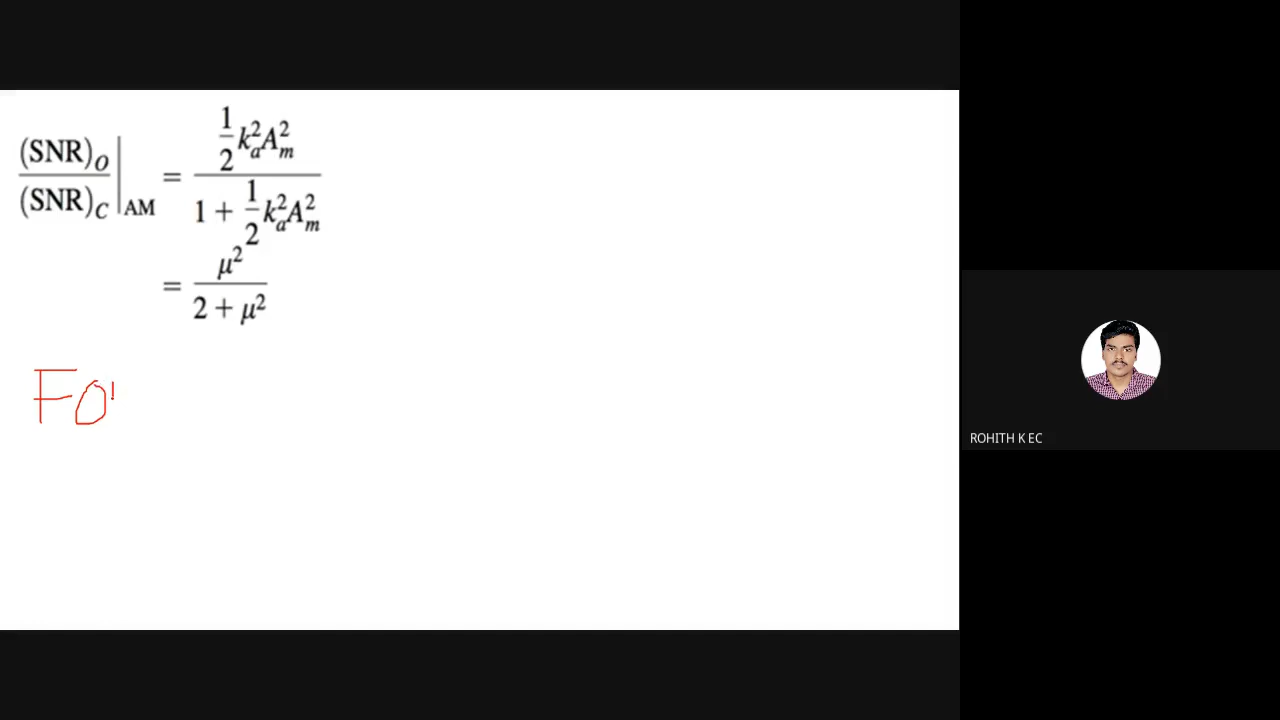 (SNR)_O / (SNR)_C |_AM = (1/2 k_a^2 A_m^2) / (1 + 1/2 k_a^2 A_m^2)
= μ^2 / (2 + μ^2)
Fo
ROHITH K EC